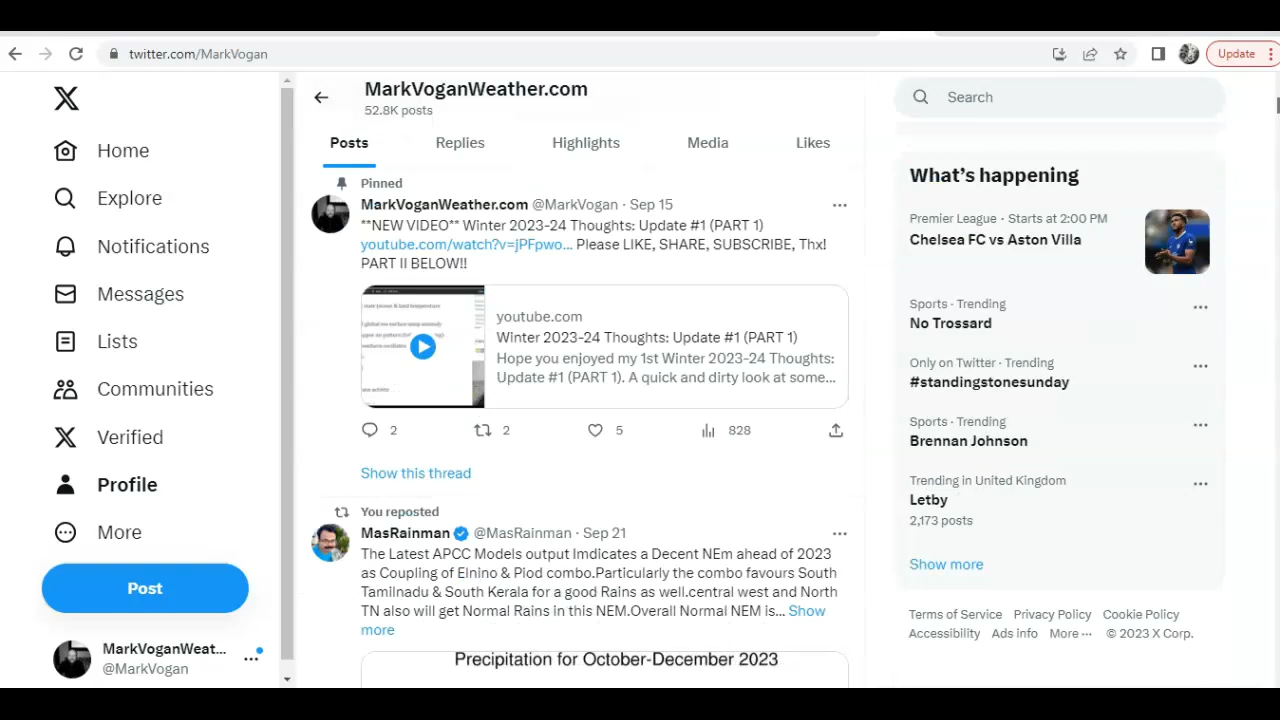 twitter.com/MarkVogan
Update
Home
Explore
Notifications
Messages
Lists
Communities
Verified
Profile
More
Post
MarkVoganWeat...
@MarkVogan
MarkVoganWeather.com
52.8K posts
Posts
Replies
Highlights
Media
Likes
Pinned
MarkVoganWeather.com @MarkVogan · Sep 15
**NEW VIDEO** Winter 2023-24 Thoughts: Update #1 (PART 1)
youtube.com/watch?v=jPFpwo... Please LIKE, SHARE, SUBSCRIBE, Thx!
PART II BELOW!!
youtube.com
Winter 2023-24 Thoughts: Update #1 (PART 1)
Hope you enjoyed my 1st Winter 2023-24 Thoughts:
Update #1 (PART 1). A quick and dirty look at some...
2
2
5
828
Show this thread
You reposted
MasRainman @MasRainman · Sep 21
The Latest APCC Models output Imdicates a Decent NEm ahead of 2023
as Coupling of Elnino & PIod combo.Particularly the combo favours South
Tamilnadu & South Kerala for a good Rains as well.central west and North
TN also will get Normal Rains in this NEM.Overall Normal NEM is... Show
more
Precipitation for October-December 2023
Search
What's happening
Premier League · Starts at 2:00 PM
Chelsea FC vs Aston Villa
Sports · Trending
No Trossard
Only on Twitter · Trending
#standingstonesunday
Sports · Trending
Brennan Johnson
Trending in United Kingdom
Letby
2,173 posts
Show more
Terms of Service Privacy Policy Cookie Policy
Accessibility Ads info More ··· © 2023 X Corp.